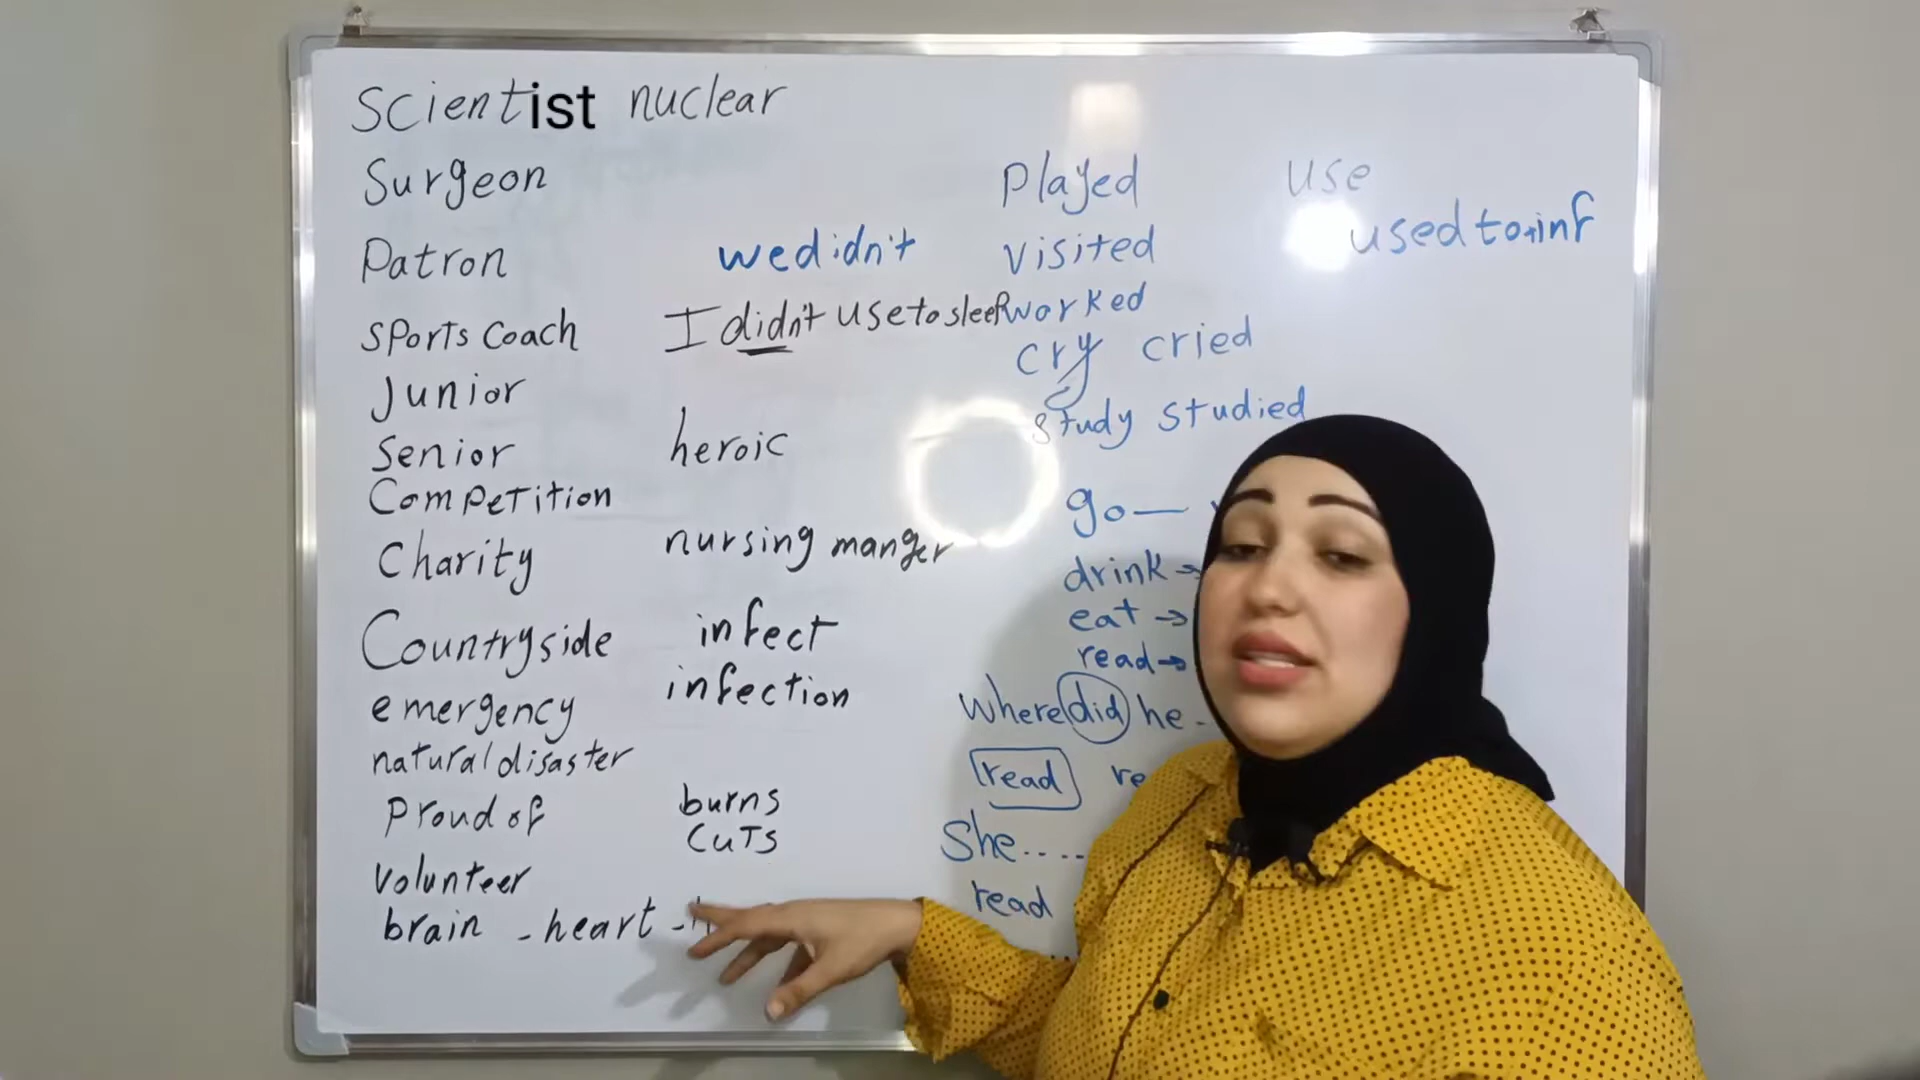 Scientist nuclear
Surgeon
Patron
Sports Coach
Junior
Senior
Competition
Charity
Countryside
emergency
natural disaster
Proud of
Volunteer
brain - heart -
we didn't
I didn't use to sleep
heroic
nursing manger
infect
infection
burns
cuts
Played
visited
worked
cry cried
study studied
go —
drink →
eat →
read →
where did he -
read re
She....
read
use
used to + inf